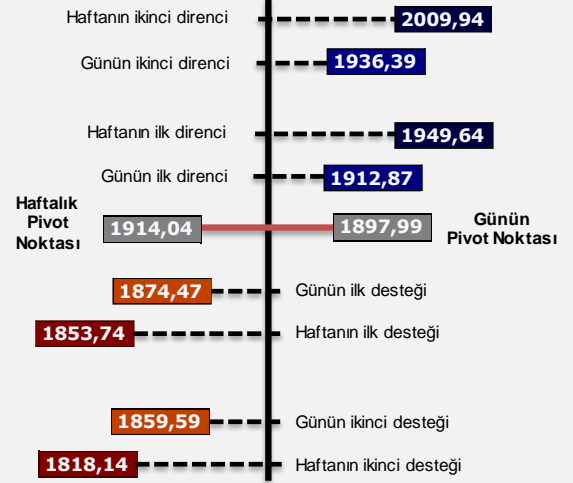 Haftanın ikinci direnci 2009,94
Günün ikinci direnci 1936,39
Haftanın ilk direnci 1949,64
Günün ilk direnci 1912,87
Haftalık
Pivot
Noktası
1914,04
1897,99
Günün
Pivot Noktası
1874,47 Günün ilk desteği
1853,74 Haftanın ilk desteği
1859,59 Günün ikinci desteği
1818,14 Haftanın ikinci desteği